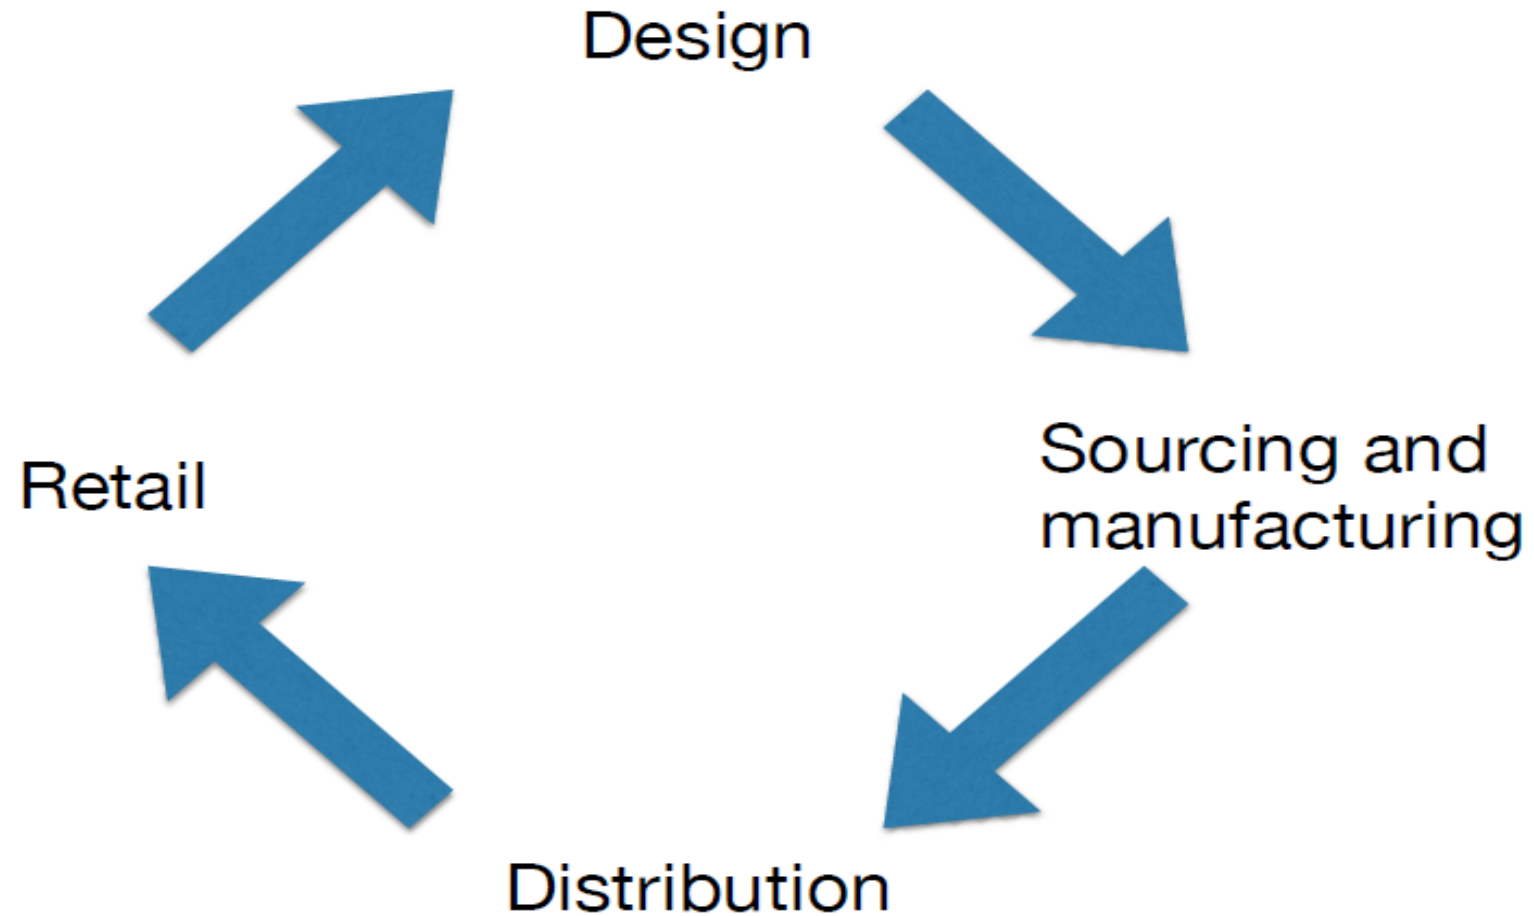 Design
Sourcing and
manufacturing
Retail
Distribution